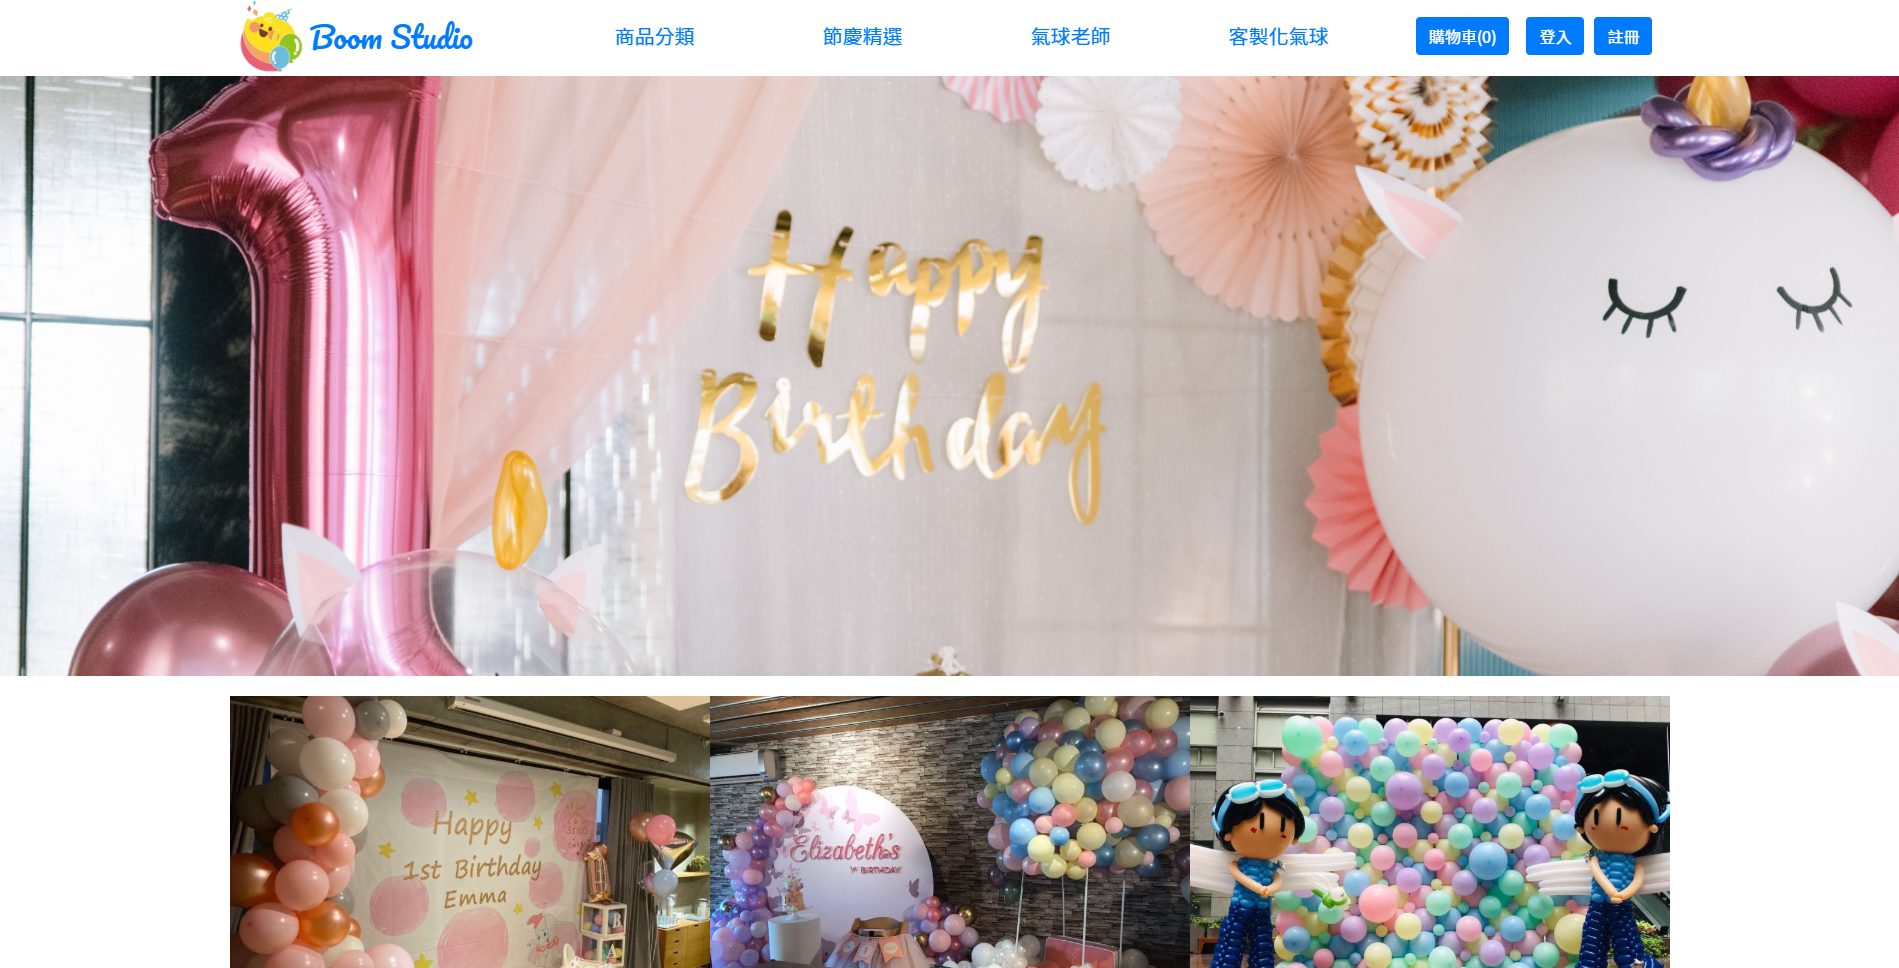 Boom Studio
商品分類
節慶精選
氣球老師
客製化氣球
購物車(0)
登入
註冊
Happy
Birthday
Happy
1st Birthday
Emma
Elizabeth's
1st BIRTHDAY